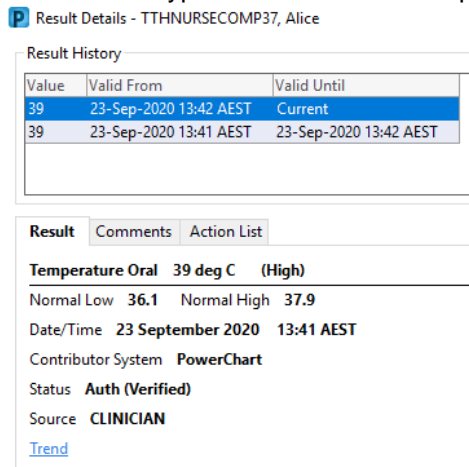 P Result Details - TTHNURSECOMP37, Alice
Result History
Value Valid From Valid Until
39 23-Sep-2020 13:42 AEST Current
39 23-Sep-2020 13:41 AEST 23-Sep-2020 13:42 AEST
Result Comments Action List
Temperature Oral 39 deg C (High)
Normal Low 36.1 Normal High 37.9
Date/Time 23 September 2020 13:41 AEST
Contributor System PowerChart
Status Auth (Verified)
Source CLINICIAN
Trend